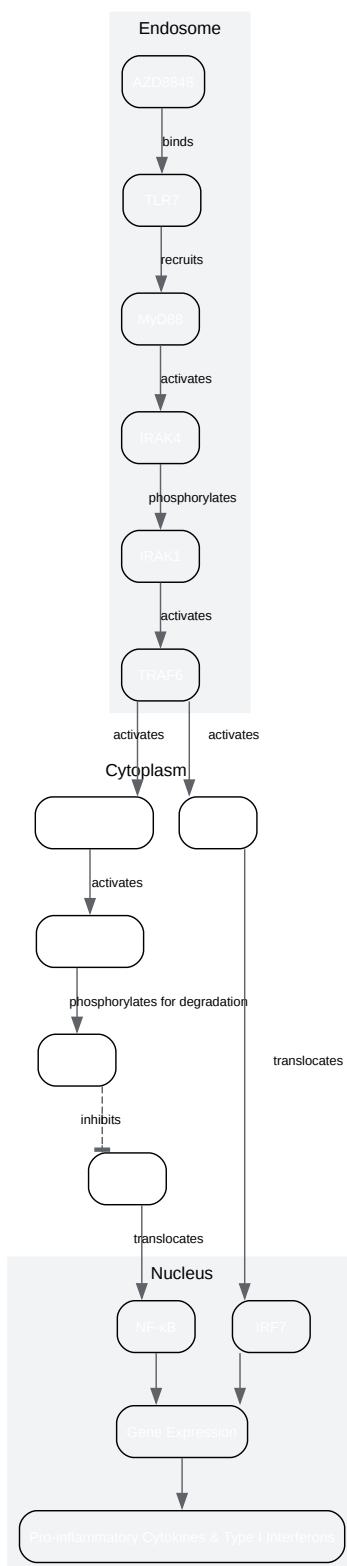 Endosome
AZD8848
binds
TLR7
recruits
MyD88
activates
IRAK4
phosphorylates
IRAK1
activates
TRAF6
activates
activates
Cytoplasm
activates
phosphorylates for degradation
translocates
inhibits
translocates
Nucleus
NF-κB
IRF7
Gene Expression
Pro-inflammatory Cytokines & Type I Interferons